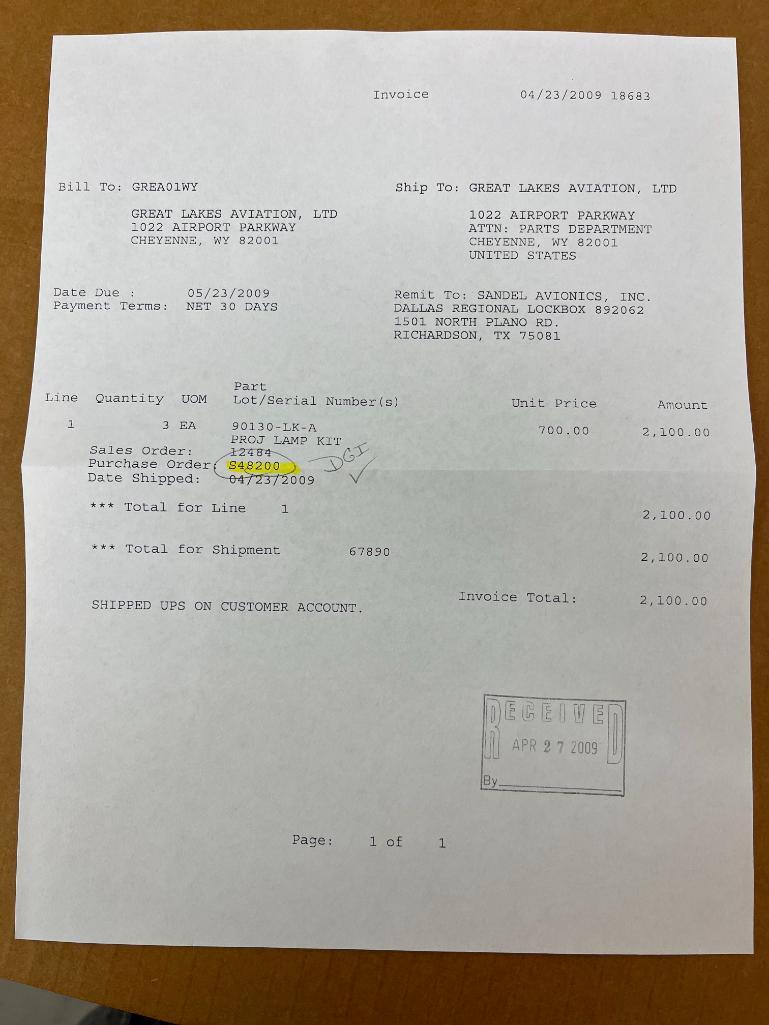 Invoice 04/23/2009 18683
Bill To: GREA01WY
GREAT LAKES AVIATION, LTD
1022 AIRPORT PARKWAY
CHEYENNE, WY 82001
Ship To: GREAT LAKES AVIATION, LTD
1022 AIRPORT PARKWAY
ATTN: PARTS DEPARTMENT
CHEYENNE, WY 82001
UNITED STATES
Date Due : 05/23/2009
Payment Terms: NET 30 DAYS
Remit To: SANDEL AVIONICS, INC.
DALLAS REGIONAL LOCKBOX 892062
1501 NORTH PLANO RD.
RICHARDSON, TX 75081
Part
Line Quantity UOM Lot/Serial Number(s) Unit Price Amount
1 3 EA 90130-LK-A 700.00 2,100.00
PROJ LAMP KIT
Sales Order: 12484
Purchase Order: S48200 DGI
Date Shipped: 04/23/2009
*** Total for Line 1 2,100.00
*** Total for Shipment 67890 2,100.00
SHIPPED UPS ON CUSTOMER ACCOUNT.
Invoice Total: 2,100.00
RECEIVED
APR 27 2009
By
Page: 1 of 1